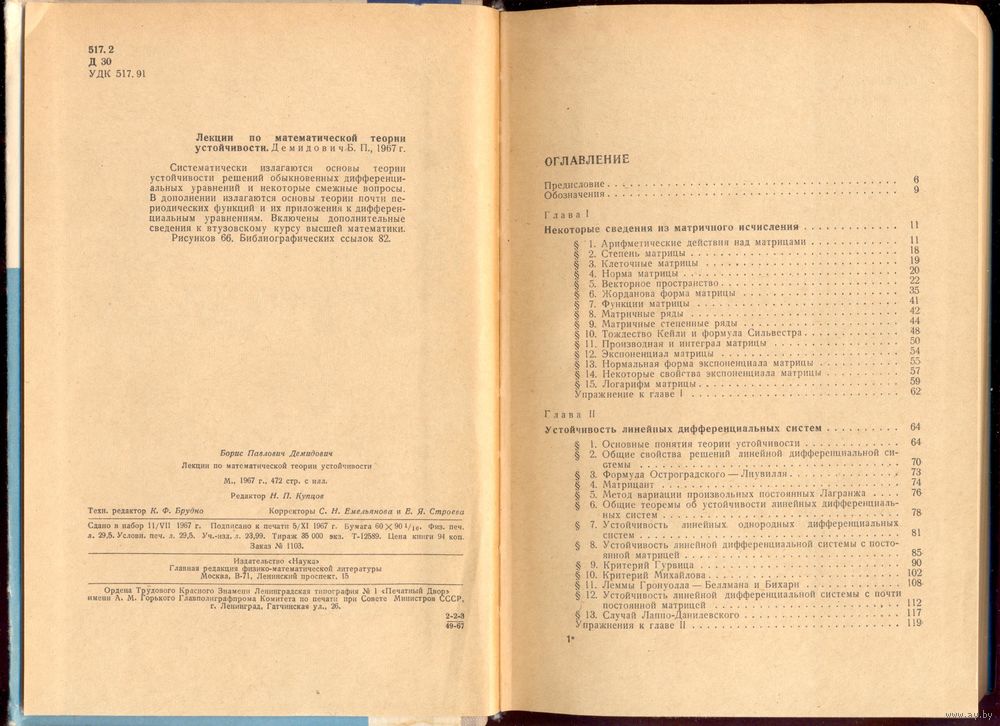 517.2
Д 30
УДК 517.91
Лекции по математической теории
устойчивости. Демидович Б. П., 1967 г.
Систематически излагаются основы теории
устойчивости решений обыкновенных дифференци-
альных уравнений и некоторые смежные вопросы.
В дополнении излагаются основы теории почти пе-
риодических функций и их приложения к дифферен-
циальным уравнениям. Включены дополнительные
сведения к втузовскому курсу высшей математики.
Рисунков 66. Библиографических ссылок 82.
Борис Павлович Демидович
Лекции по математической теории устойчивости
М., 1967 г., 472 стр. с илл.
Редактор Н. П. Купцов
Техн. редактор К. Ф. Брудно Корректоры С. Н. Емельянова и Е. Я. Строева
Сдано в набор 11/VII 1967 г. Подписано к печати 5/XI 1967 г. Бумага 60×90 1/16. Физ. печ.
л. 29,5. Условн. печ. л. 29,5. Уч.-изд. л. 23,99. Тираж 35 000 экз. Т-12589. Цена книги 94 коп.
Заказ № 1103.
Издательство «Наука»
Главная редакция физико-математической литературы
Москва, В-71, Ленинский проспект, 15
Ордена Трудового Красного Знамени Ленинградская типография № 1 «Печатный Двор»
имени А. М. Горького Главполиграфпрома Комитета по печати при Совете Министров СССР,
г. Ленинград, Гатчинская ул., 26.
2-2-3
49-67
ОГЛАВЛЕНИЕ
Предисловие . . . 6
Обозначения . . . 9
Глава I
Некоторые сведения из матричного исчисления . . . 11
§ 1. Арифметические действия над матрицами . . . 11
§ 2. Степень матрицы . . . 18
§ 3. Клеточные матрицы . . . 19
§ 4. Норма матрицы . . . 20
§ 5. Векторное пространство . . . 22
§ 6. Жорданова форма матрицы . . . 35
§ 7. Функции матрицы . . . 41
§ 8. Матричные ряды . . . 42
§ 9. Матричные степенные ряды . . . 44
§ 10. Тождество Кейли и формула Сильвестра . . . 48
§ 11. Производная и интеграл матрицы . . . 50
§ 12. Экспоненциал матрицы . . . 54
§ 13. Нормальная форма экспоненциала матрицы . . . 55
§ 14. Некоторые свойства экспоненциала матрицы . . . 57
§ 15. Логарифм матрицы . . . 59
Упражнение к главе I . . . 62
Глава II
Устойчивость линейных дифференциальных систем . . . 64
§ 1. Основные понятия теории устойчивости . . . 64
§ 2. Общие свойства решений линейной дифференциальной си-
стемы . . . 70
§ 3. Формула Остроградского — Лиувилля . . . 73
§ 4. Матрицант . . . 74
§ 5. Метод вариации произвольных постоянных Лагранжа . . . 76
§ 6. Общие теоремы об устойчивости линейных дифференциаль-
ных систем . . . 78
§ 7. Устойчивость линейных однородных дифференциальных
систем . . . 81
§ 8. Устойчивость линейной дифференциальной системы с посто-
янной матрицей . . . 85
§ 9. Критерий Гурвица . . . 90
§ 10. Критерий Михайлова . . . 102
§ 11. Леммы Гронуолла — Беллмана и Бихари . . . 108
§ 12. Устойчивость линейной дифференциальной системы с почти
постоянной матрицей . . . 112
§ 13. Случай Лаппо-Данилевского . . . 117
Упражнения к главе II . . . 119
1*
www.ay.by